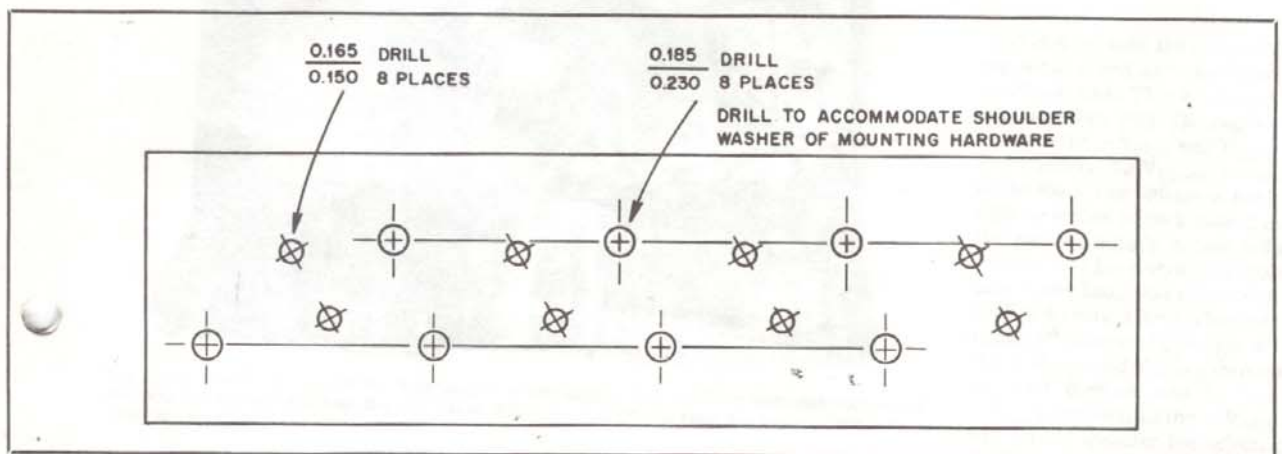 0.165 DRILL
0.150 8 PLACES
0.185 DRILL
0.230 8 PLACES
DRILL TO ACCOMMODATE SHOULDER
WASHER OF MOUNTING HARDWARE